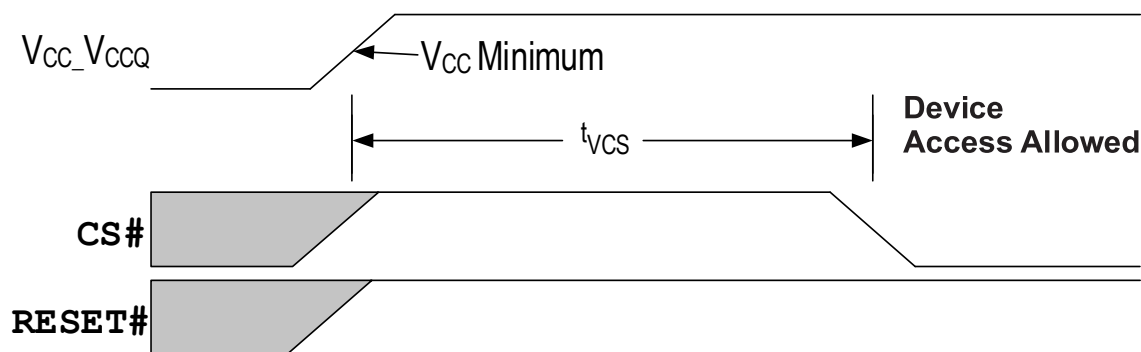 VCC_VCCQ
VCC Minimum
tVCS
Device
Access Allowed
CS#
RESET#